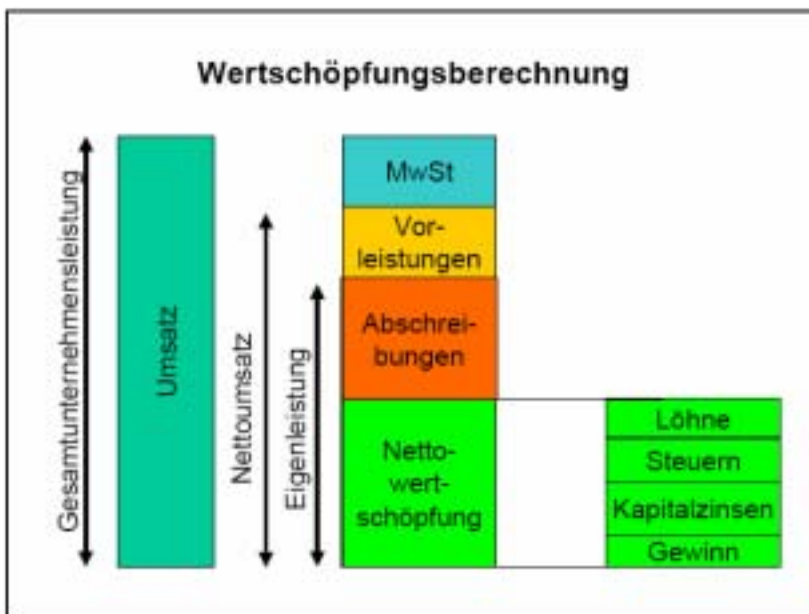 Wertschöpfungsberechnung
Gesamtunternehmensleistung
Umsatz
Nettoumsatz
Eigenleistung
MwSt
Vor-
leistungen
Abschrei-
bungen
Netto-
wert-
schöpfung
Löhne
Steuern
Kapitalzinsen
Gewinn